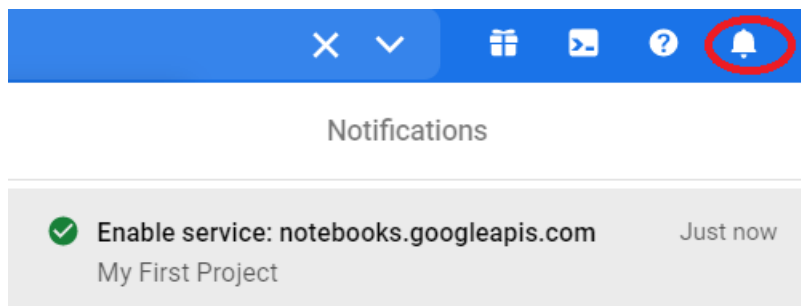 Notifications
Enable service: notebooks.googleapis.com Just now
My First Project